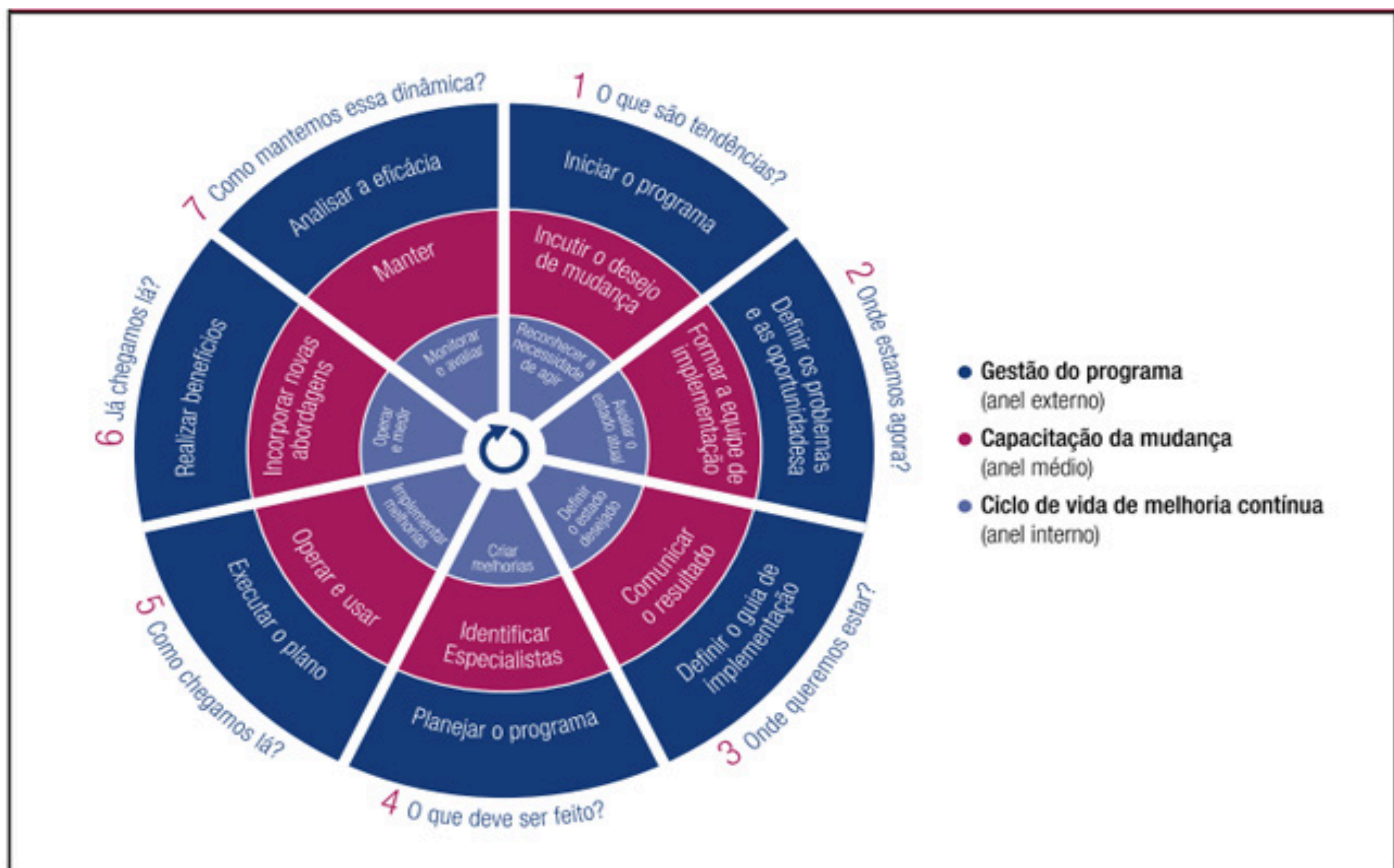 1 O que são tendências?
Iniciar o programa
Incutir o desejo
de mudança
Reconhecer a
necessidade
de agir
2 Onde estamos agora?
Definir os problemas
e as oportunidadesa
Formar a equipe de
implementação
Avaliar o
estado atual
3 Onde queremos estar?
Definir o guia de
implementação
Comunicar
o resultado
Definir
o estado
desejado
4 O que deve ser feito?
Planejar o programa
Identificar
Especialistas
Criar
melhorias
5 Como chegamos lá?
Executar o plano
Operar e usar
Implementar
melhorias
6 Já chegamos lá?
Realizar benefícios
Incorporar novas
abordagens
Operar
e medir
7 Como mantemos essa dinâmica?
Analisar a eficácia
Manter
Monitorar
e avaliar
Gestão do programa
(anel externo)
Capacitação da mudança
(anel médio)
Ciclo de vida de melhoria contínua
(anel interno)